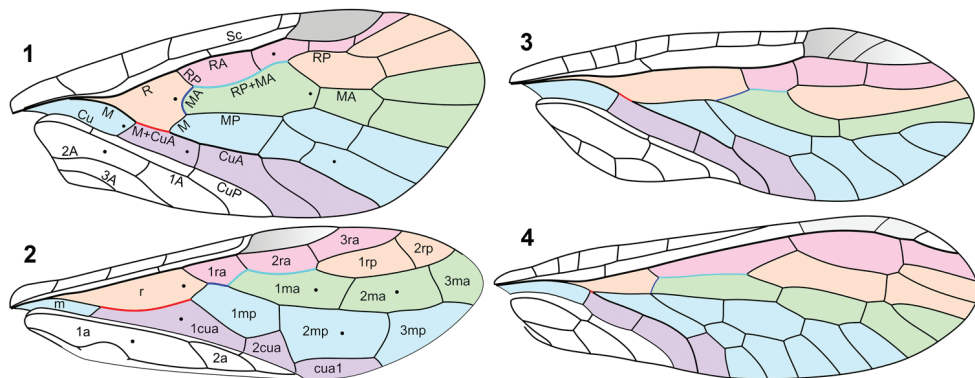 1
Sc
RA
RP
RP
R
MA
RP+MA
MA
M
Cu
M+CuA
M
MP
2A
3A
1A
CuA
CuP
2
3ra
2rp
1ra
2ra
1rp
r
3ma
1ma
2ma
m
1mp
1cua
2mp
3mp
1a
2cua
2a
cua1
3
4